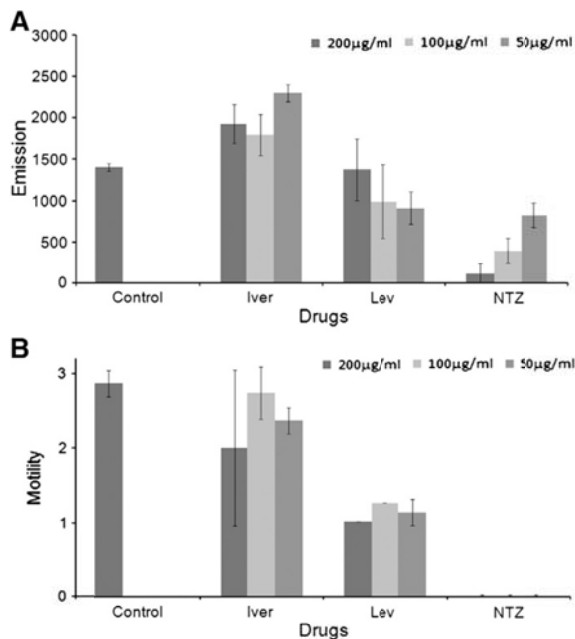 A
3000
2500
2000
1500
1000
500
0
Emission
200µg/ml 100µg/ml 50µg/ml
Control Iver Lev NTZ
Drugs
B
3
2
1
0
Motility
200µg/ml 100µg/ml 50µg/ml
Control Iver Lev NTZ
Drugs